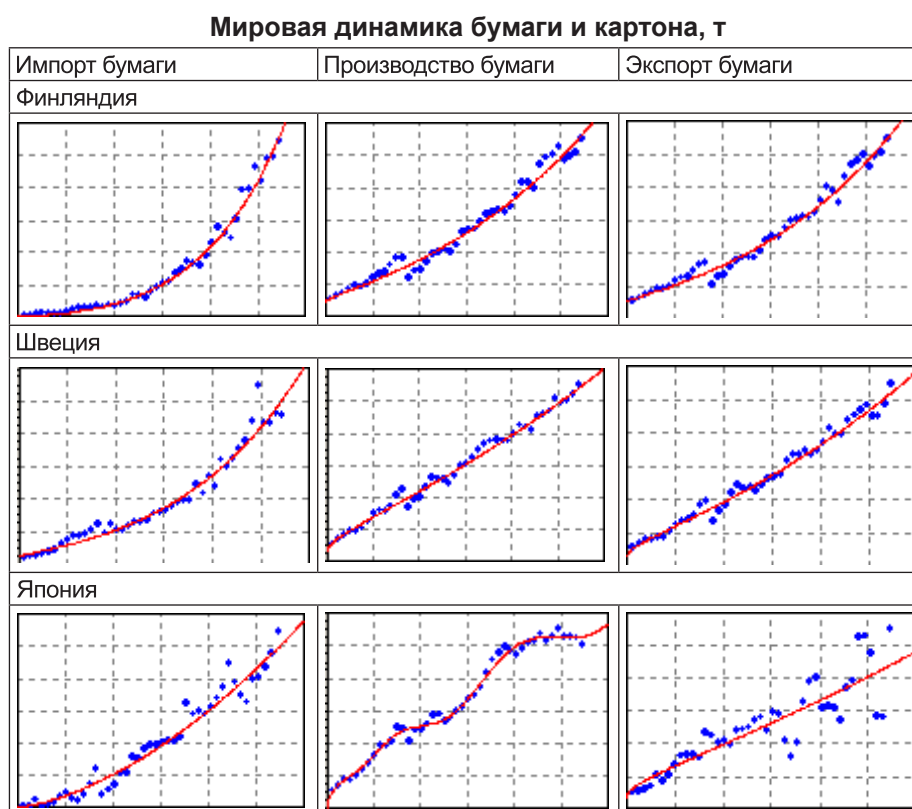 Мировая динамика бумаги и картона, т
Импорт бумаги Производство бумаги Экспорт бумаги
Финляндия
Швеция
Япония